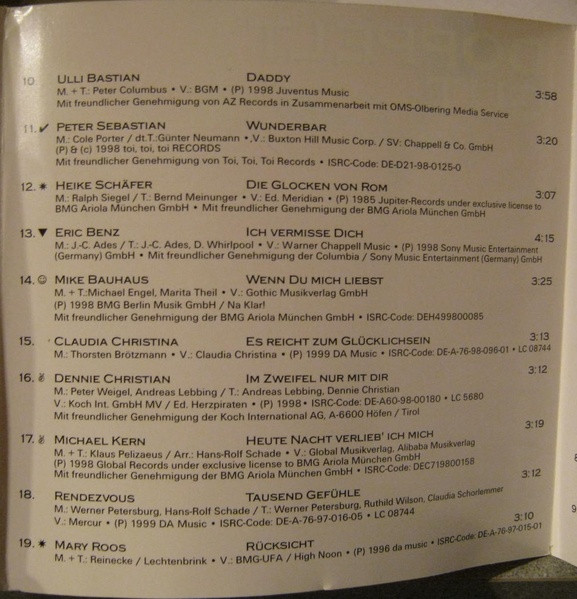 10. ULLI BASTIAN DADDY
M. + T.: Peter Columbus • V.: BGM • (P) 1998 Juventus Music
Mit freundlicher Genehmigung von AZ Records in Zusammenarbeit mit OMS-Olbering Media Service 3:58
11. ✔ PETER SEBASTIAN WUNDERBAR
M.: Cole Porter / dt.T.:Günter Neumann • V.: Buxton Hill Music Corp. / SV: Chappell & Co. GmbH 3:20
(P) & (c) 1998 toi, toi, toi RECORDS
Mit freundlicher Genehmigung von Toi, Toi, Toi Records • ISRC-Code: DE-D21-98-0125-0
12. ✷ HEIKE SCHÄFER DIE GLOCKEN VON ROM
M.: Ralph Siegel / T.: Bernd Meinunger • V.: Ed. Meridian • (P) 1985 Jupiter-Records under exclusive license to 3:07
BMG Ariola München GmbH • Mit freundlicher Genehmigung der BMG Ariola München GmbH
13. ▼ ERIC BENZ ICH VERMISSE DICH
M.: J.-C. Ades / T.: J.-C. Ades, D. Whirlpool • V.: Warner Chappell Music • (P) 1998 Sony Music Entertainment 4:15
(Germany) GmbH • Mit freundlicher Genehmigung der Columbia / Sony Music Entertainment (Germany) GmbH
14. ☺ MIKE BAUHAUS WENN DU MICH LIEBST 3:25
M. + T.:Michael Engel, Marita Theil • V.: Gothic Musikverlag GmbH
(P) 1998 BMG Berlin Musik GmbH / Na Klar!
Mit freundlicher Genehmigung der BMG Ariola München GmbH • ISRC-Code: DEH499800085
15. CLAUDIA CHRISTINA ES REICHT ZUM GLÜCKLICHSEIN 3:13
M.: Thorsten Brötzmann • V.: Claudia Christina • (P) 1999 DA Music • ISRC-Code: DE-A-76-98-096-01 • LC 08744
16. ✌ DENNIE CHRISTIAN IM ZWEIFEL NUR MIT DIR 3:12
M.: Peter Weigel, Andreas Lebbing / T.: Andreas Lebbing, Dennie Christian
V.: Koch Int. GmbH MV / Ed. Herzpiraten • (P) 1998 • ISRC-Code: DE-A60-98-00180 • LC 5680
Mit freundlicher Genehmigung der Koch International AG, A-6600 Höfen / Tirol
17. ✌ MICHAEL KERN HEUTE NACHT VERLIEB' ICH MICH 3:19
M. + T.: Klaus Pelizaeus / Arr.: Hans-Rolf Schade • V.: Global Musikverlag, Alibaba Musikverlag
(P) 1998 Global Records under exclusive license to BMG Ariola München GmbH
Mit freundlicher Genehmigung der BMG Ariola München GmbH • ISRC-Code: DEC719800158
18. RENDEZVOUS TAUSEND GEFÜHLE 3:12
M.: Werner Petersburg, Hans-Rolf Schade / T.: Werner Petersburg, Ruthild Wilson, Claudia Schorlemmer
V.: Mercur • (P) 1999 DA Music • ISRC-Code: DE-A-76-97-016-05 • LC 08744
19. ✷ MARY ROOS RÜCKSICHT 3:10
M. + T.: Reinecke / Lechtenbrink • V.: BMG-UFA / High Noon • (P) 1996 da music • ISRC-Code: DE-A-76-97-015-01